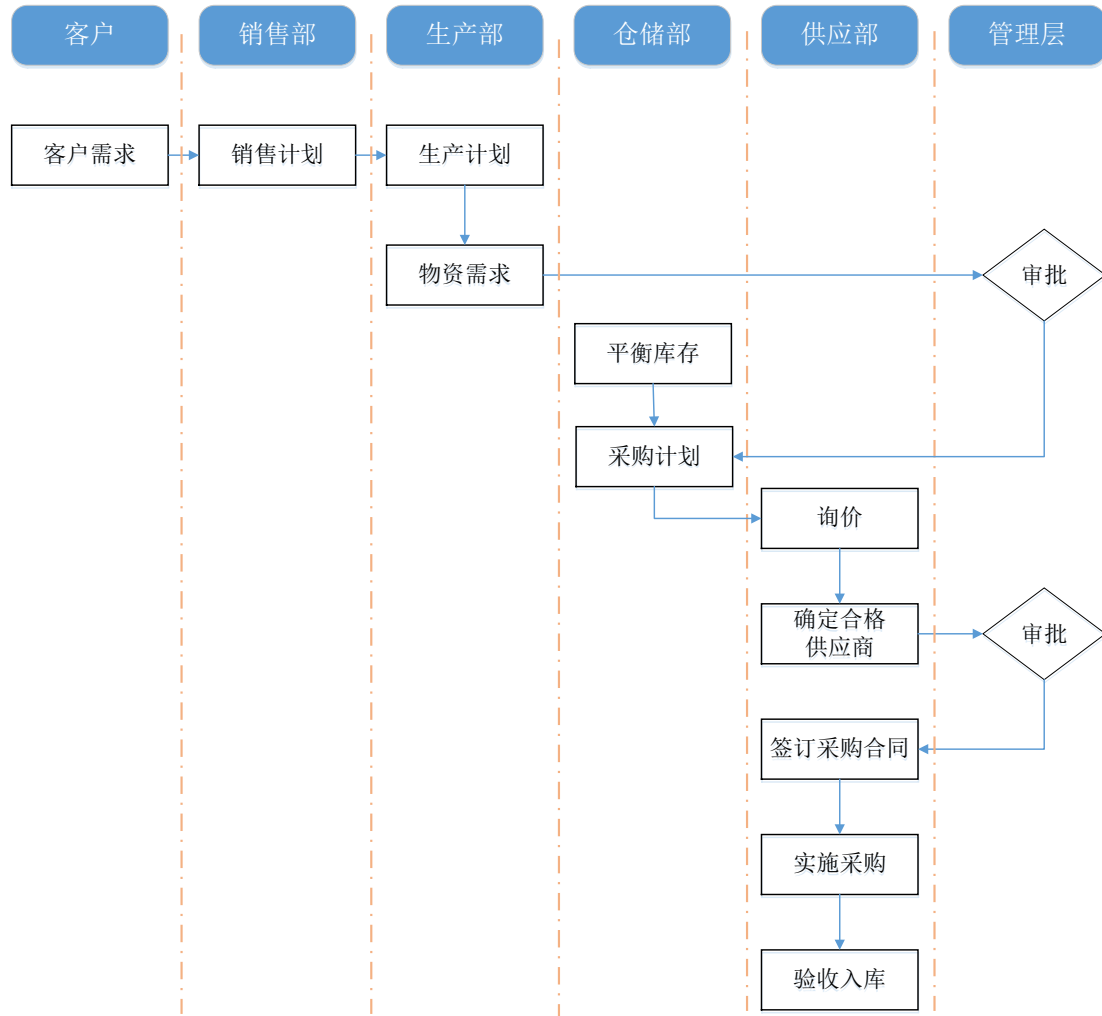 客户
销售部
生产部
仓储部
供应部
管理层
客户需求
销售计划
生产计划
物资需求
审批
平衡库存
采购计划
询价
确定合格
供应商
审批
签订采购合同
实施采购
验收入库